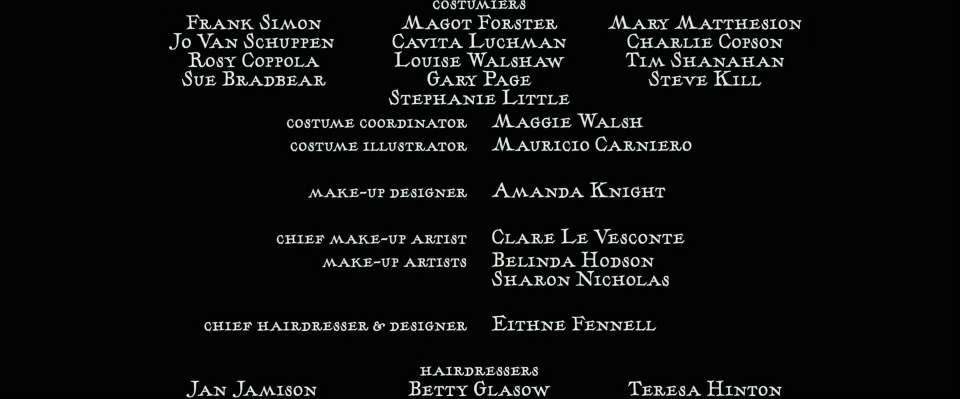 COSTUMIERS
FRANK SIMON MAGOT FORSTER MARY MATTHESION
JO VAN SCHUPPEN CAVITA LUCHMAN CHARLIE COPSON
ROSY COPPOLA LOUISE WALSHAW TIM SHANAHAN
SUE BRADBEAR GARY PAGE STEVE KILL
STEPHANIE LITTLE
COSTUME COORDINATOR MAGGIE WALSH
COSTUME ILLUSTRATOR MAURICIO CARNIERO
MAKE-UP DESIGNER AMANDA KNIGHT
CHIEF MAKE-UP ARTIST CLARE LE VESCONTE
MAKE-UP ARTISTS BELINDA HODSON
SHARON NICHOLAS
CHIEF HAIRDRESSER & DESIGNER EITHNE FENNELL
HAIRDRESSERS
JAN JAMISON BETTY GLASOW TERESA HINTON